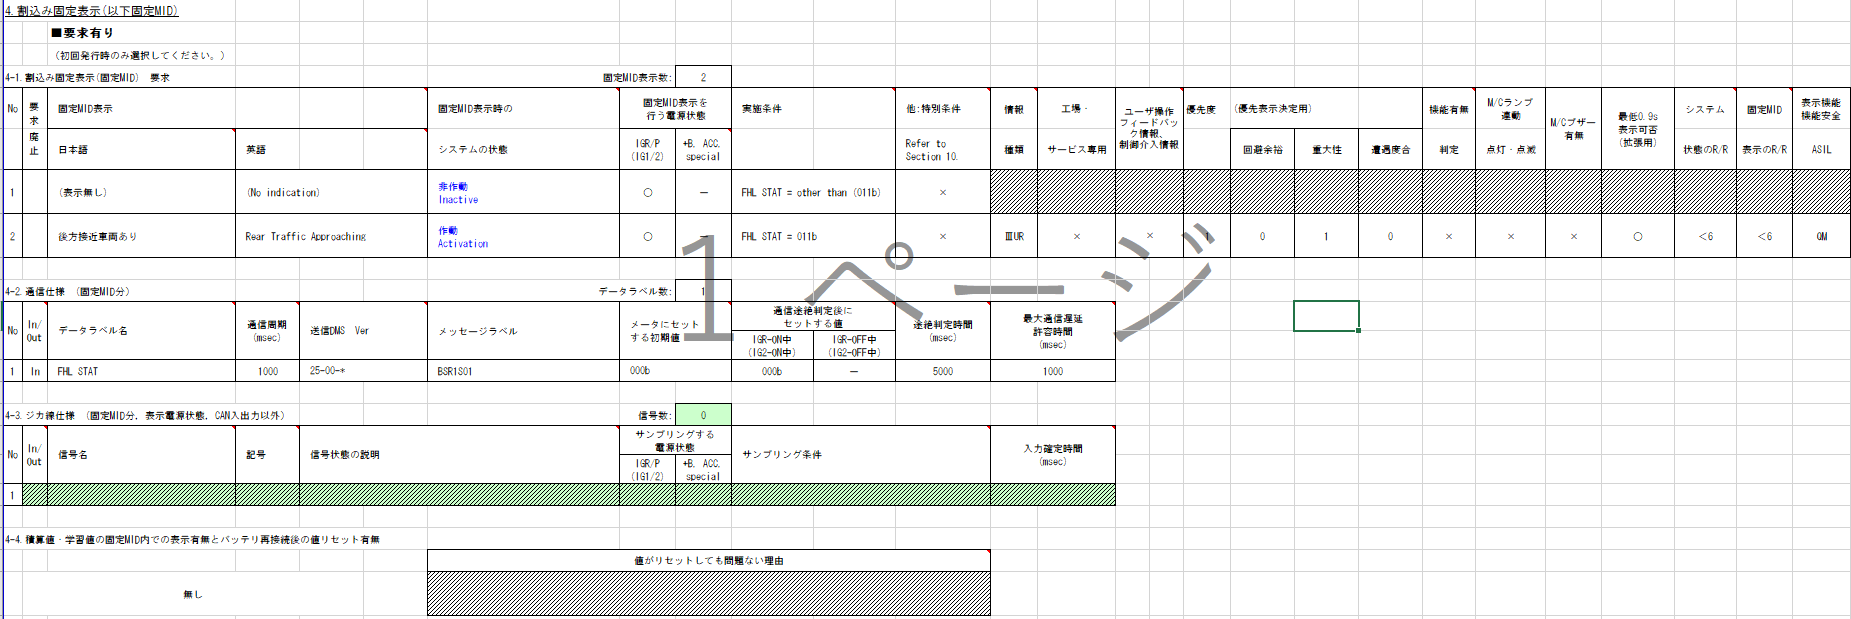 4.割込み固定表示(以下固定MID)
■要求有り
(初回発行時のみ選択してください。)
4-1.割込み固定表示(固定MID) 要求
固定MID表示数: 2
No 要求 廃止 固定MID表示 固定MID表示時の 固定MID表示を行う電源状態 実施条件 他:特別条件 情報 工場・ ユーザ操作フィードバック情報、制御介入情報 優先度 (優先表示決定用) 機能有無 M/Cランプ連動 M/Cブザー有無 最低0.9s表示可否(拡張用) システム 固定MID 表示機能機能安全
日本語 英語 システムの状態 IGR/P (IG1/2) +B, ACC, special Refer to Section 10. 種類 サービス専用 回避余裕 重大性 遭遇度合 判定 点灯・点滅 状態のR/R 表示のR/R ASIL
1 (表示無し) (No indication) 非作動 Inactive ○ ー FHL STAT = other than (011b) ×
2 後方接近車両あり Rear Traffic Approaching 作動 Activation ○ ー FHL STAT = 011b × ⅢUR × × 1 0 1 0 × × × ○ <6 <6 QM
1 ページ
4-2.通信仕様 (固定MID分)
データラベル数: 1
No In/Out データラベル名 通信周期 (msec) 送信DMS Ver メッセージラベル メータにセットする初期値 通信途絶判定後にセットする値 途絶判定時間 (msec) 最大通信遅延許容時間 (msec)
IGR-ON中 (IG2-ON中) IGR-OFF中 (IG2-OFF中)
1 In FHL STAT 1000 25-00-* BSR1S01 000b 000b ー 5000 1000
4-3.ジカ線仕様 (固定MID分, 表示電源状態, CAN入出力以外)
信号数: 0
No In/Out 信号名 記号 信号状態の説明 サンプリングする電源状態 サンプリング条件 入力確定時間 (msec)
IGR/P (IG1/2) +B, ACC, special
1
4-4.積算値・学習値の固定MID内での表示有無とバッテリ再接続後の値リセット有無
値がリセットしても問題ない理由
無し